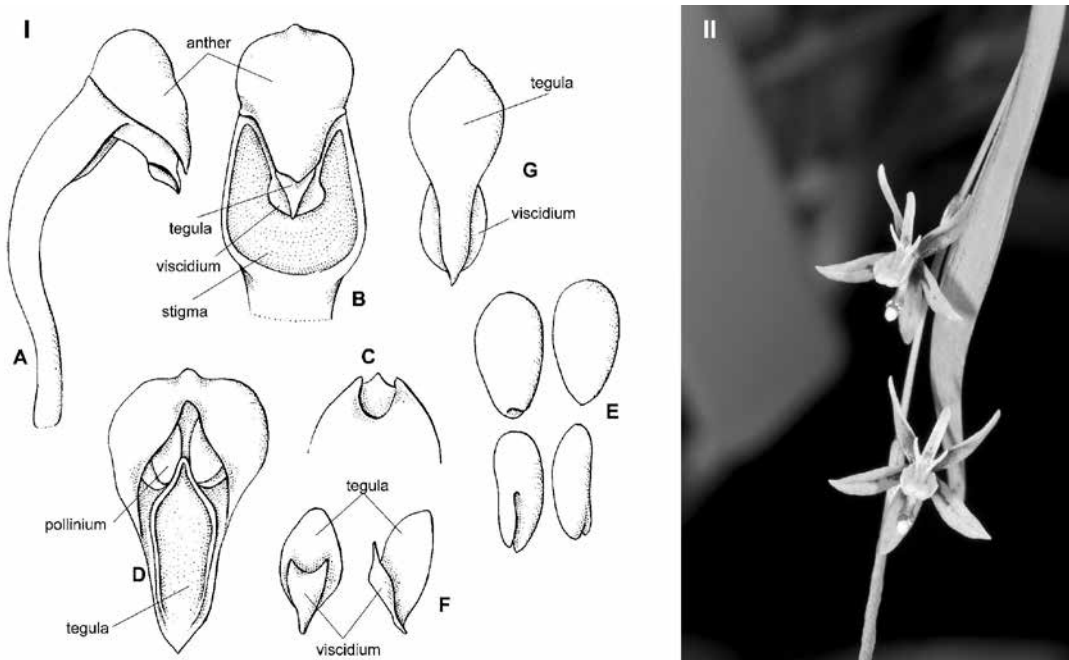 I
anther
tegula
viscidium
stigma
A
B
tegula
G
viscidium
C
E
pollinium
D
tegula
tegula
F
viscidium
II